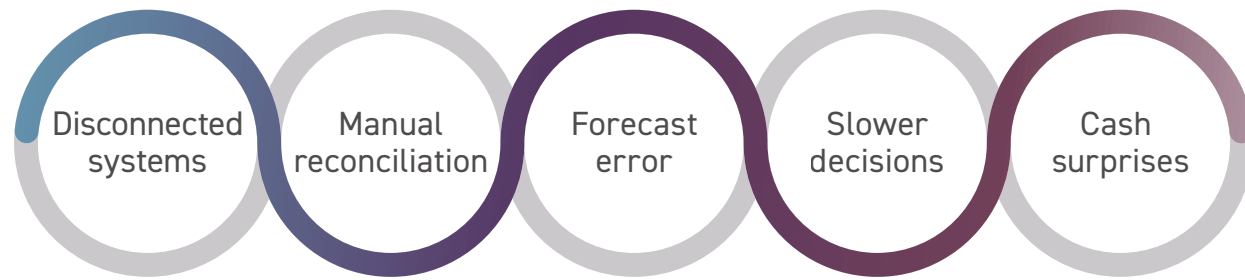 Disconnected
systems
Manual
reconciliation
Forecast
error
Slower
decisions
Cash
surprises